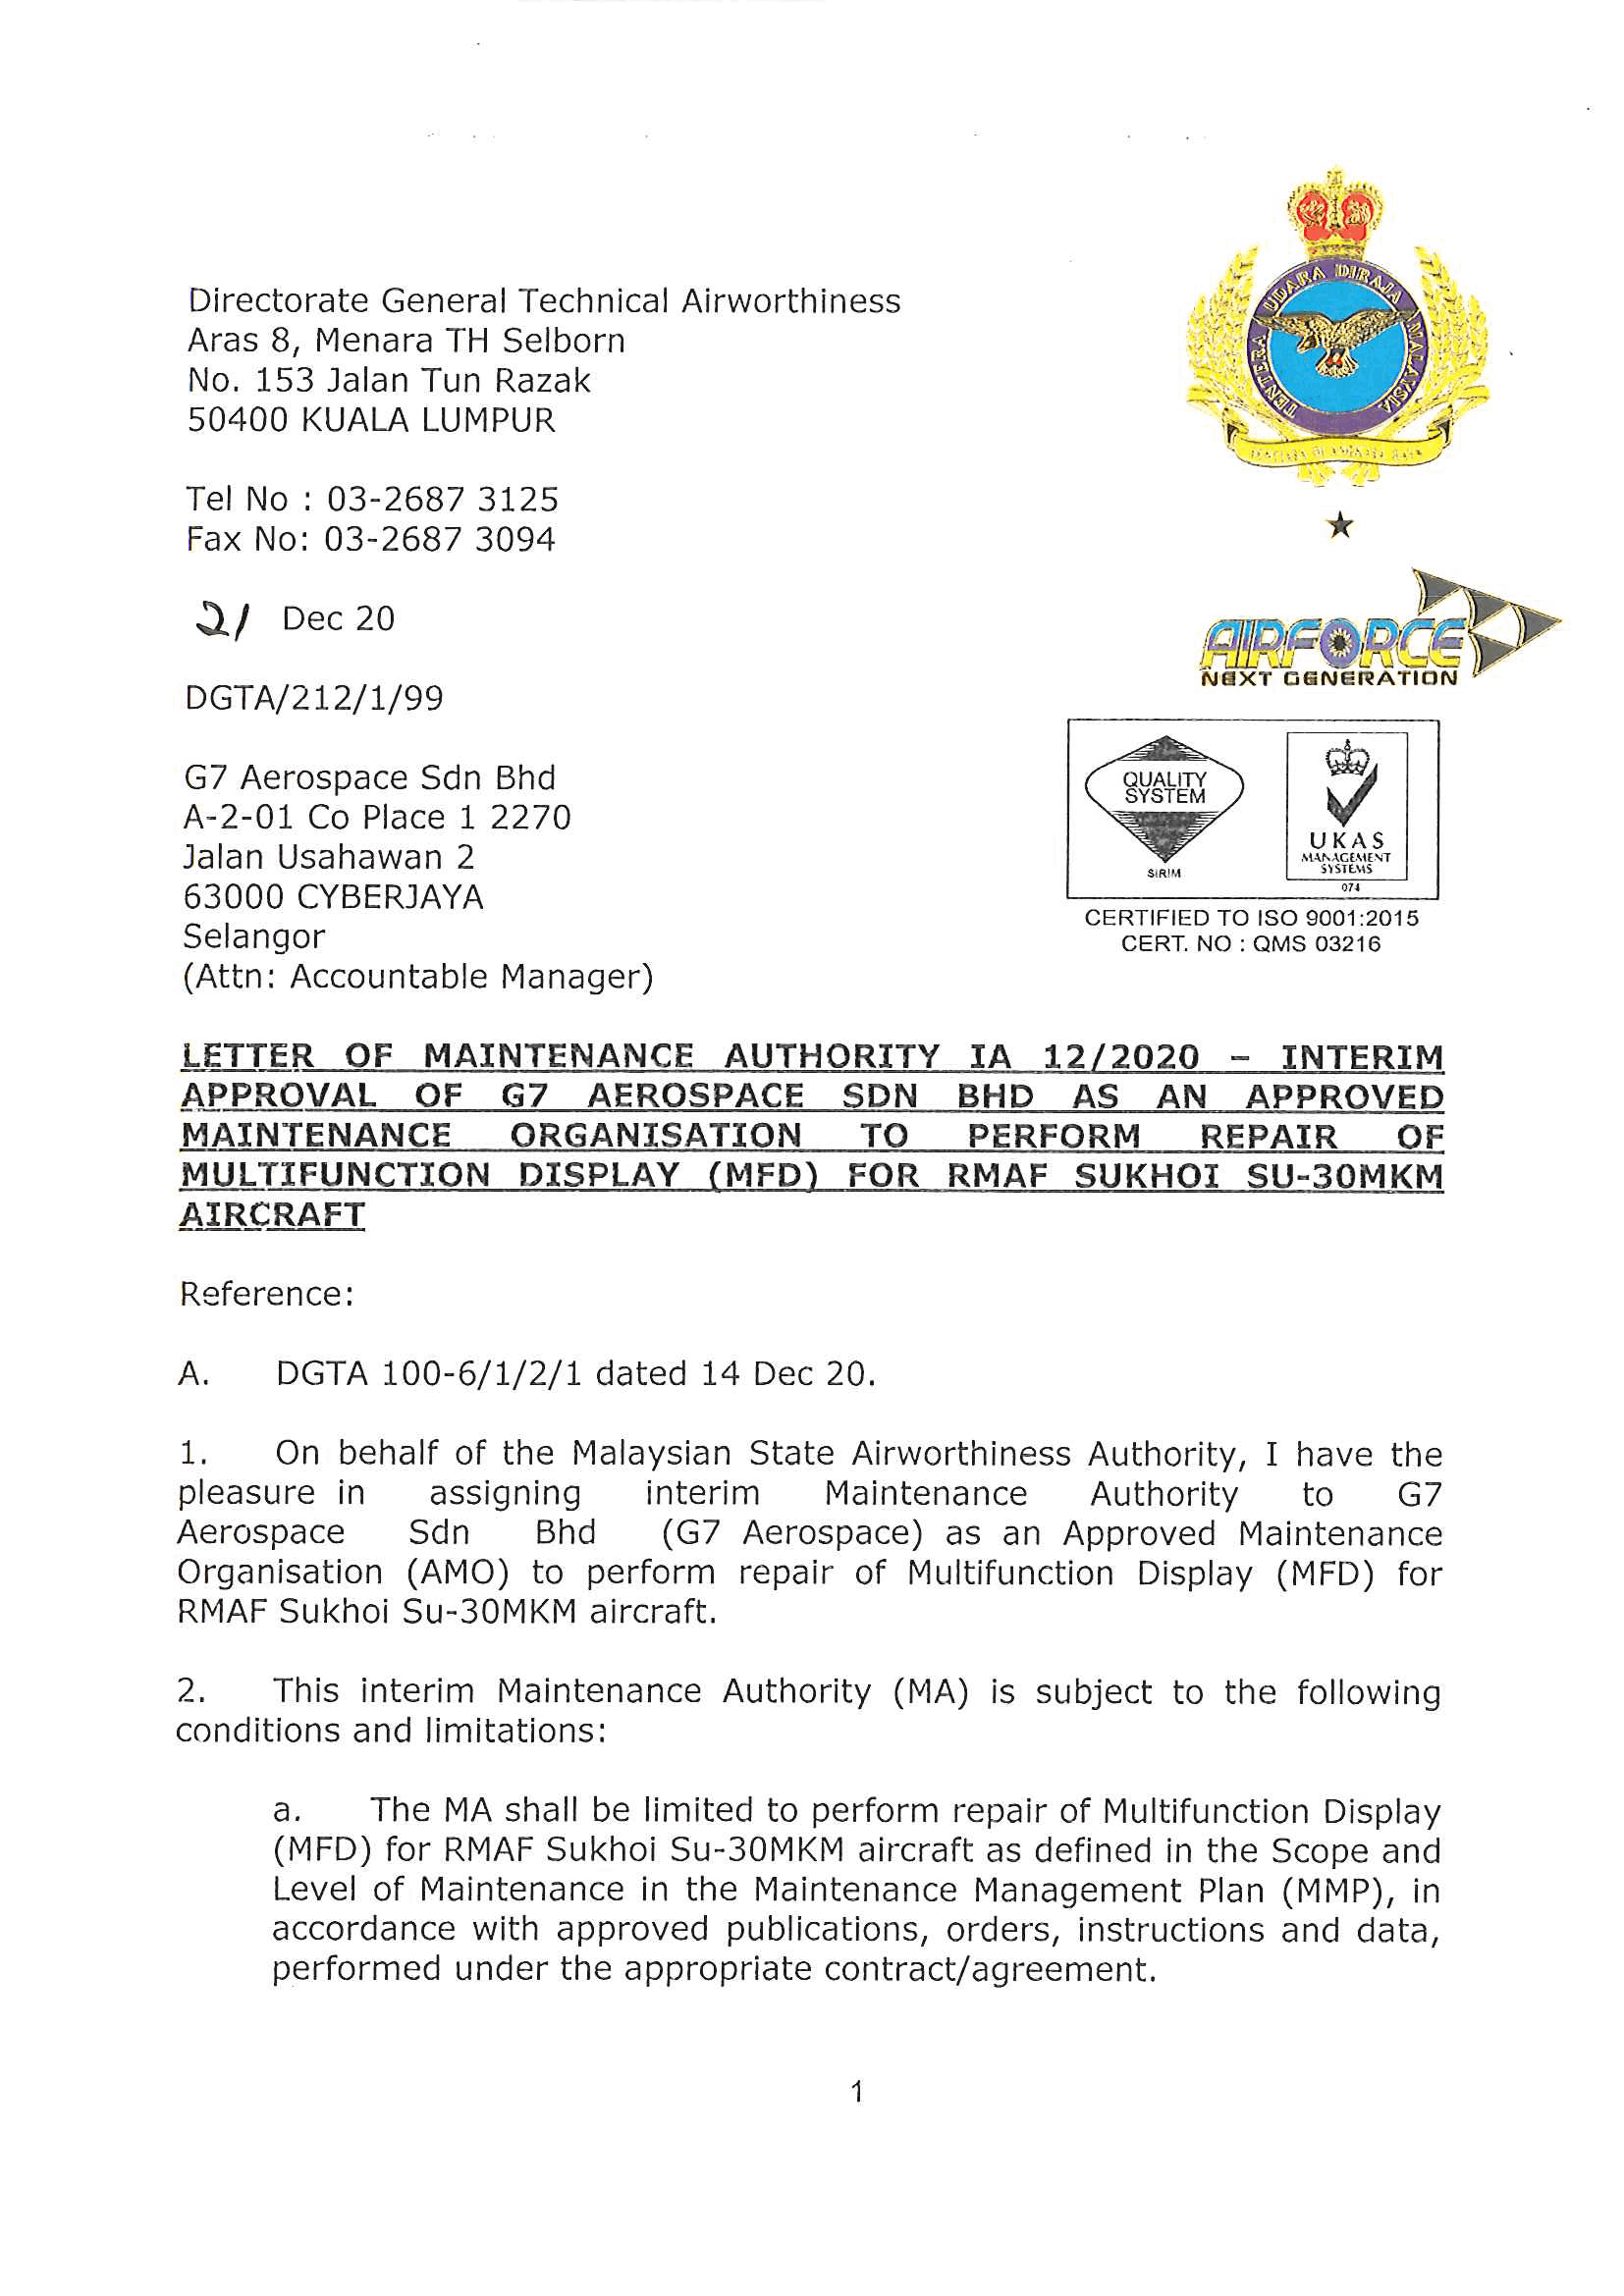 Directorate General Technical Airworthiness
Aras 8, Menara TH Selborn
No. 153 Jalan Tun Razak
50400 KUALA LUMPUR
Tel No : 03-2687 3125
Fax No: 03-2687 3094
21 Dec 20
DGTA/212/1/99
TENTERA UDARA DIRAJA MALAYSIA
AIRFORCE
NEXT GENERATION
QUALITY
SYSTEM
SIRIM
UKAS
MANAGEMENT
SYSTEMS
074
CERTIFIED TO ISO 9001:2015
CERT. NO : QMS 03216
G7 Aerospace Sdn Bhd
A-2-01 Co Place 1 2270
Jalan Usahawan 2
63000 CYBERJAYA
Selangor
(Attn: Accountable Manager)
LETTER OF MAINTENANCE AUTHORITY IA 12/2020 – INTERIM
APPROVAL OF G7 AEROSPACE SDN BHD AS AN APPROVED
MAINTENANCE ORGANISATION TO PERFORM REPAIR OF
MULTIFUNCTION DISPLAY (MFD) FOR RMAF SUKHOI SU-30MKM
AIRCRAFT
Reference:
A. DGTA 100-6/1/2/1 dated 14 Dec 20.
1. On behalf of the Malaysian State Airworthiness Authority, I have the
pleasure in assigning interim Maintenance Authority to G7
Aerospace Sdn Bhd (G7 Aerospace) as an Approved Maintenance
Organisation (AMO) to perform repair of Multifunction Display (MFD) for
RMAF Sukhoi Su-30MKM aircraft.
2. This interim Maintenance Authority (MA) is subject to the following
conditions and limitations:
a. The MA shall be limited to perform repair of Multifunction Display
(MFD) for RMAF Sukhoi Su-30MKM aircraft as defined in the Scope and
Level of Maintenance in the Maintenance Management Plan (MMP), in
accordance with approved publications, orders, instructions and data,
performed under the appropriate contract/agreement.
1